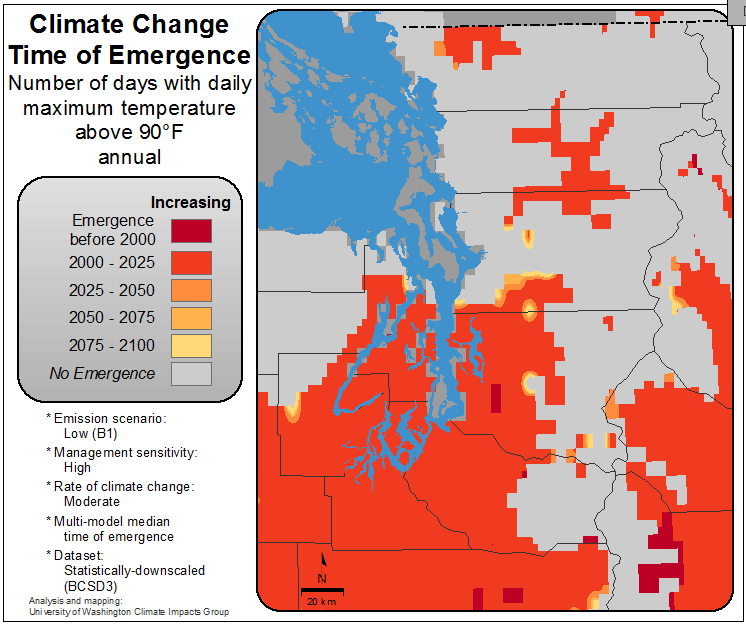 Climate Change
Time of Emergence
Number of days with daily
maximum temperature
above 90°F
annual
Increasing
Emergence
before 2000
2000 - 2025
2025 - 2050
2050 - 2075
2075 - 2100
No Emergence
* Emission scenario:
Low (B1)
* Management sensitivity:
High
* Rate of climate change:
Moderate
* Multi-model median
time of emergence
* Dataset:
Statistically-downscaled
(BCSD3)
Analysis and mapping:
University of Washington Climate Impacts Group
N
20 km